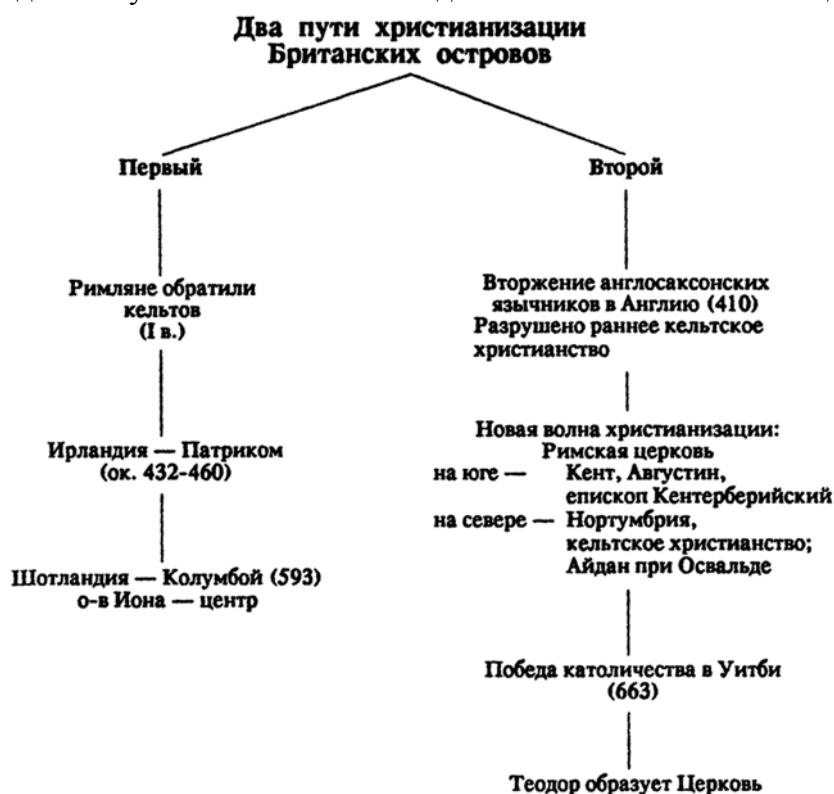 Два пути христианизации
Британских островов
Первый
Римляне обратили
кельтов
(I в.)
Ирландия — Патриком
(ок. 432-460)
Шотландия — Колумбой (593)
о-в Иона — центр
Второй
Вторжение англосаксонских
язычников в Англию (410)
Разрушено раннее кельтское
христианство
Новая волна христианизации:
Римская церковь
на юге — Кент, Августин,
епископ Кентерберийский
на севере — Нортумбрия,
кельтское христианство;
Айдан при Освальде
Победа католичества в Уитби
(663)
Теодор образует Церковь